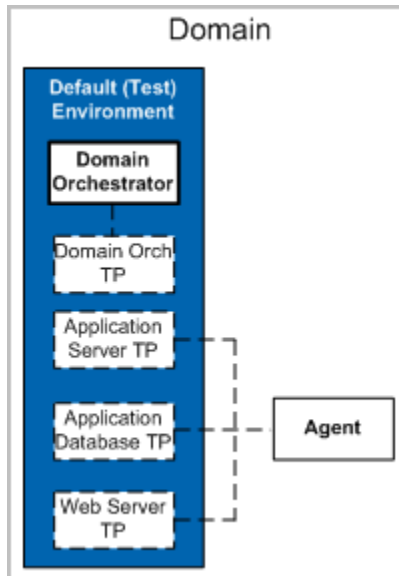 Domain
Default (Test)
Environment
Domain
Orchestrator
Domain Orch
TP
Application
Server TP
Application
Database TP
Agent
Web Server
TP